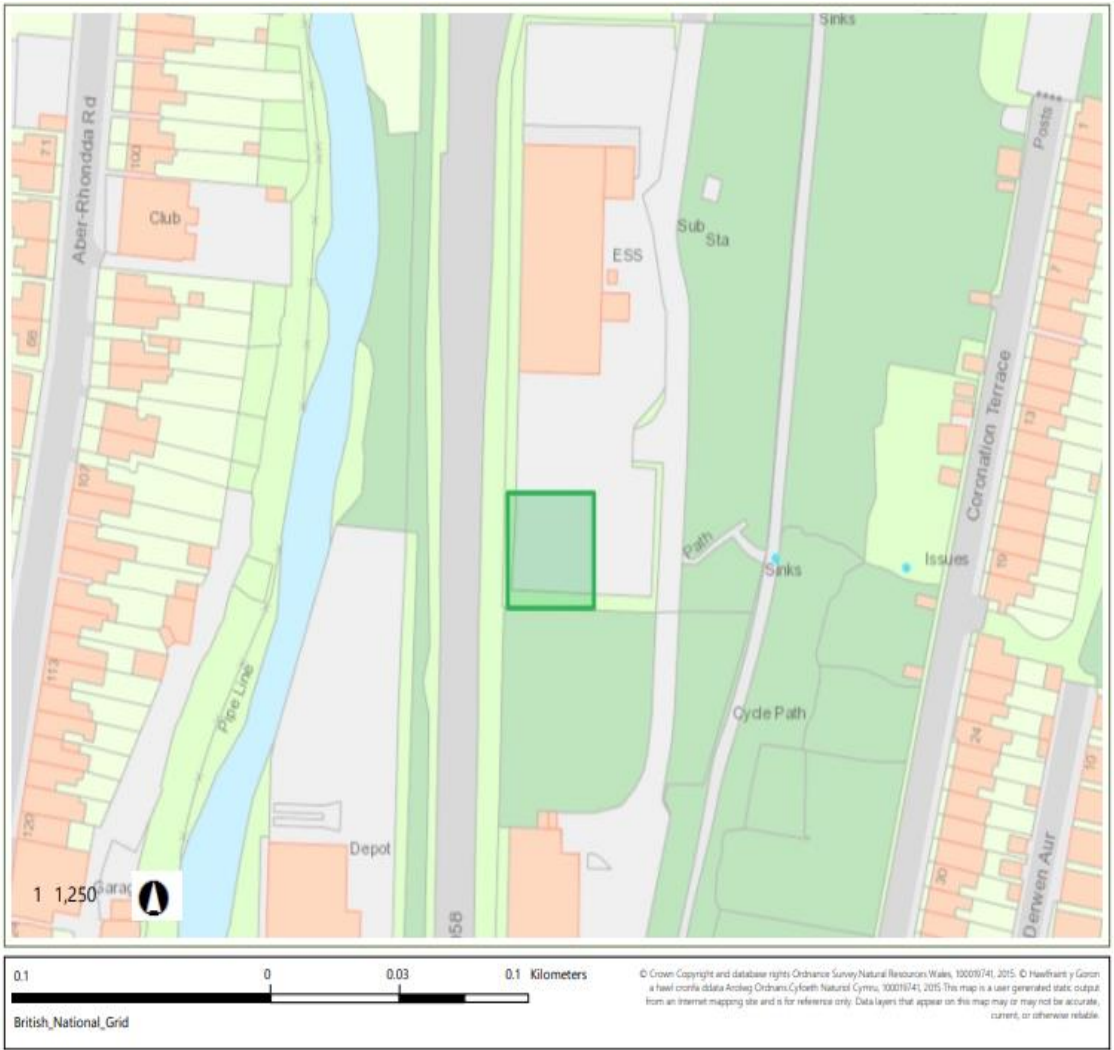 Sinks
Aber-Rhondda Rd
71
100
Club
68
107
113
120
Pipe Line
Depot
058
ESS
Sub
Sta
Path
Sinks
Issues
Cycle Path
Posts
1
7
13
19
Coronation Terrace
24
30
10
Derwen Aur
Garag
1 1,250
0.1 0 0.03 0.1 Kilometers
British_National_Grid
© Crown Copyright and database rights Ordnance Survey.Natural Resources Wales, 100019741, 2015. © Hawlfraint y Goron
a hawl cronfa ddata Arolwg Ordnans.Cyfoeth Naturiol Cymru, 100019741, 2015 This map is a user generated static output
from an Internet mapping site and is for reference only. Data layers that appear on this map may or may not be accurate,
current, or otherwise reliable.